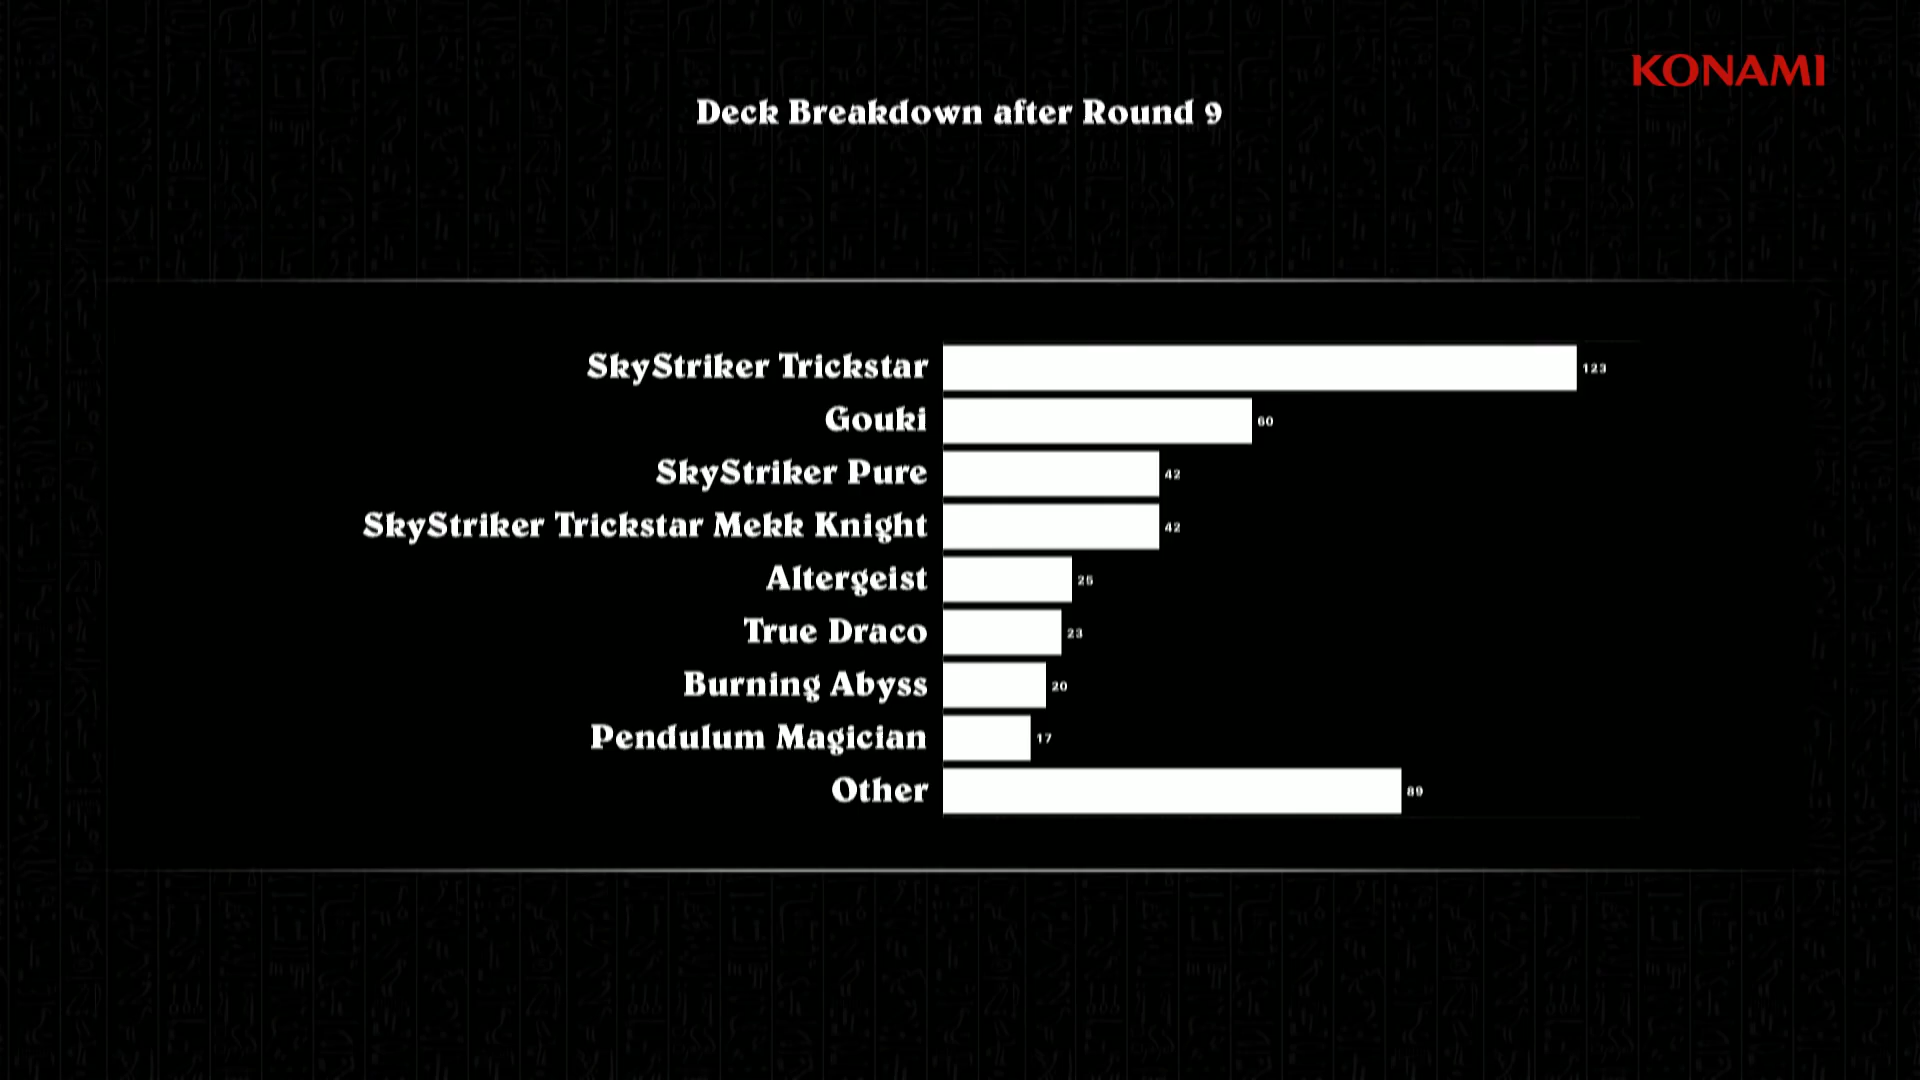 KONAMI
Deck Breakdown after Round 9
SkyStriker Trickstar 123
Gouki 60
SkyStriker Pure 42
SkyStriker Trickstar Mekk Knight 42
Altergeist 25
True Draco 23
Burning Abyss 20
Pendulum Magician 17
Other 89